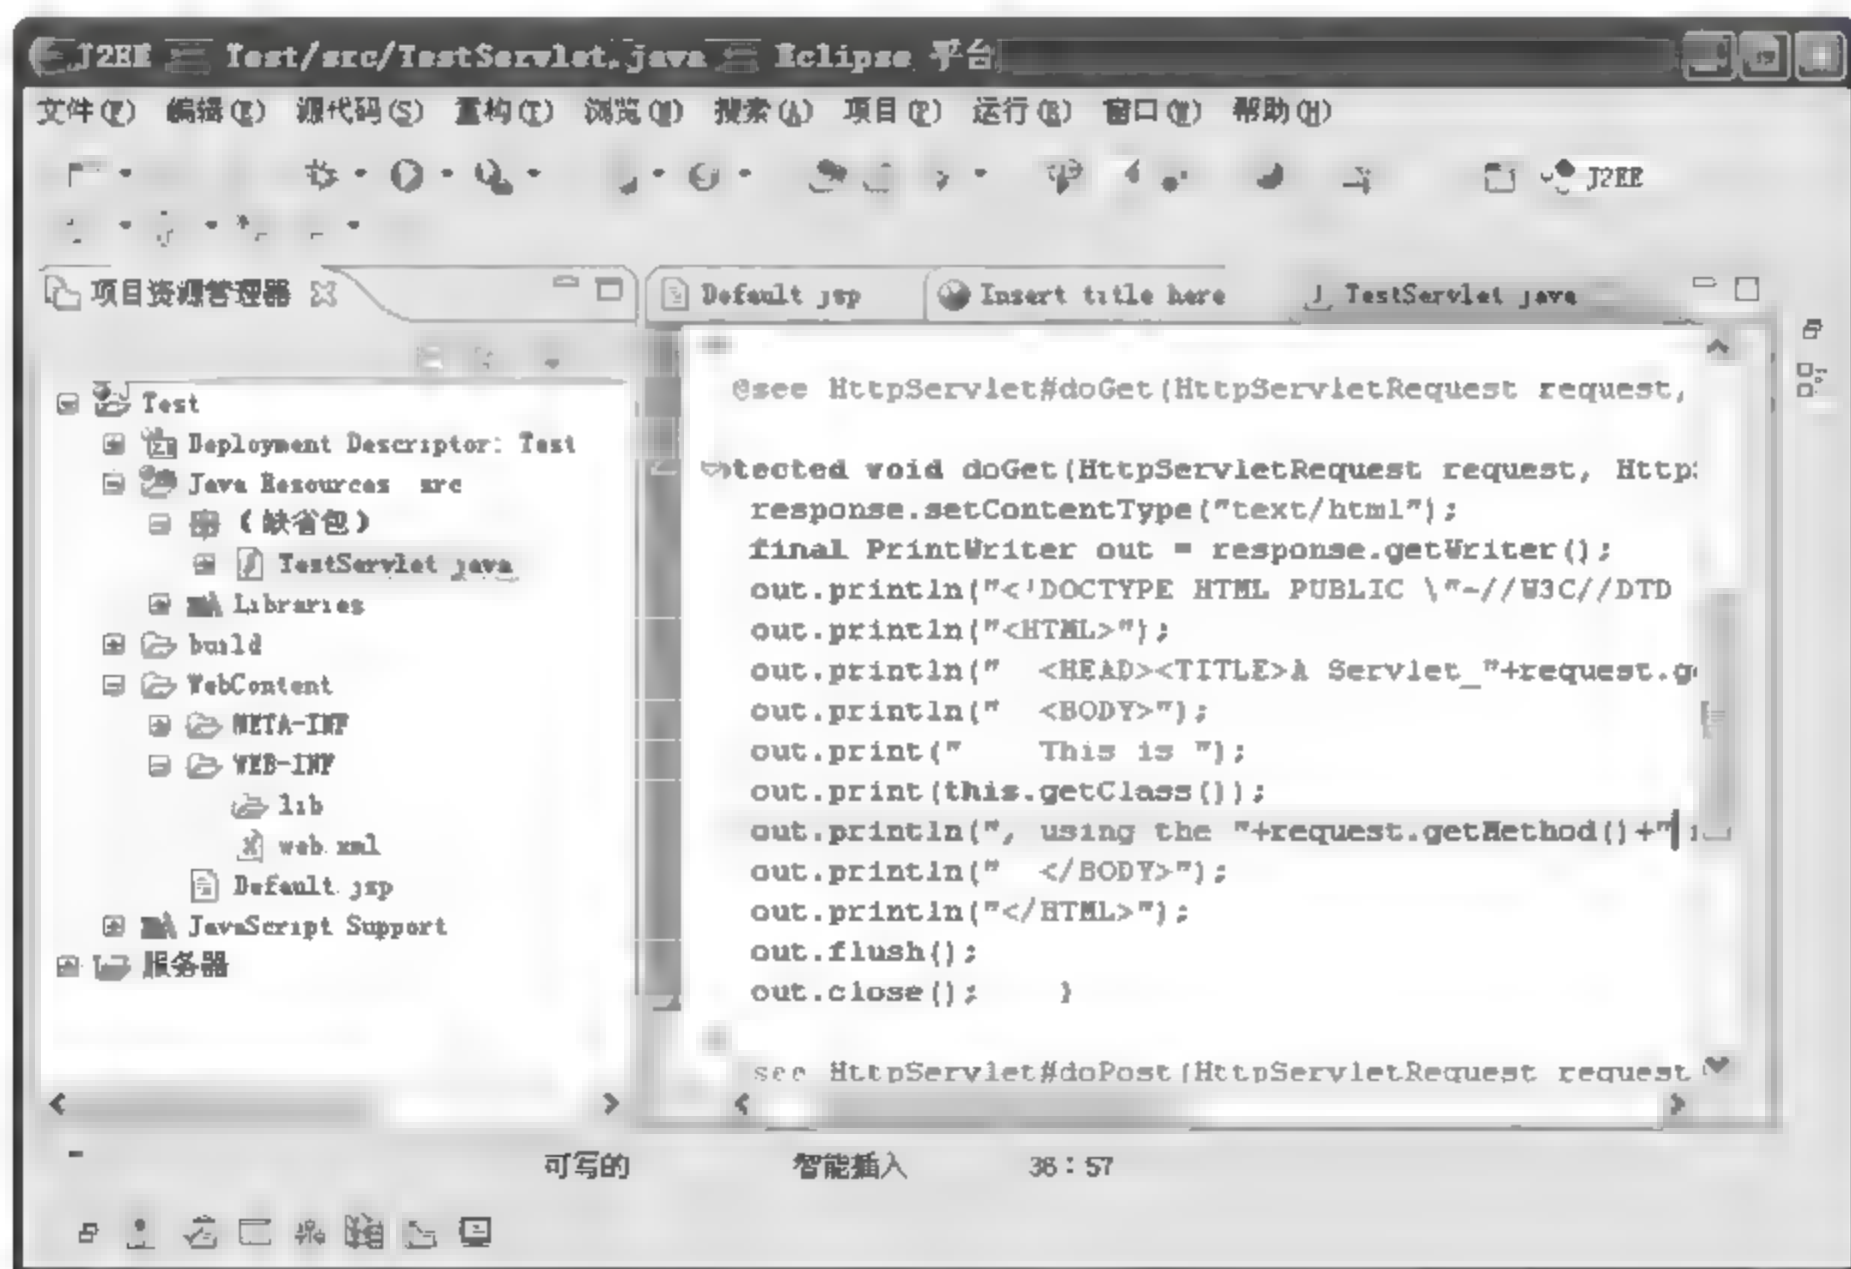 J2EE - Test/src/TestServlet.java - Eclipse 平台
文件(F) 编辑(E) 源代码(S) 重构(T) 浏览(N) 搜索(A) 项目(P) 运行(R) 窗口(W) 帮助(H)
J2EE
项目资源管理器
Default jsp
Insert title here
J TestServlet java
Test
Deployment Descriptor: Test
Java Resources src
(缺省包)
TestServlet java
Libraries
build
WebContent
META-INF
WEB-INF
lib
web.xml
Default.jsp
JavaScript Support
服务器
@see HttpServlet#doGet(HttpServletRequest request,
tected void doGet(HttpServletRequest request, Http
response.setContentType("text/html");
final PrintWriter out = response.getWriter();
out.println("<!DOCTYPE HTML PUBLIC \"-//W3C//DTD
out.println("<HTML>");
out.println("  <HEAD><TITLE>A Servlet_"+request.g
out.println("  <BODY>");
out.print("    This is ");
out.print(this.getClass());
out.println(", using the "+request.getMethod()+"
out.println("  </BODY>");
out.println("</HTML>");
out.flush();
out.close();    }
see HttpServlet#doPost(HttpServletRequest request
可写的 智能插入 36:57